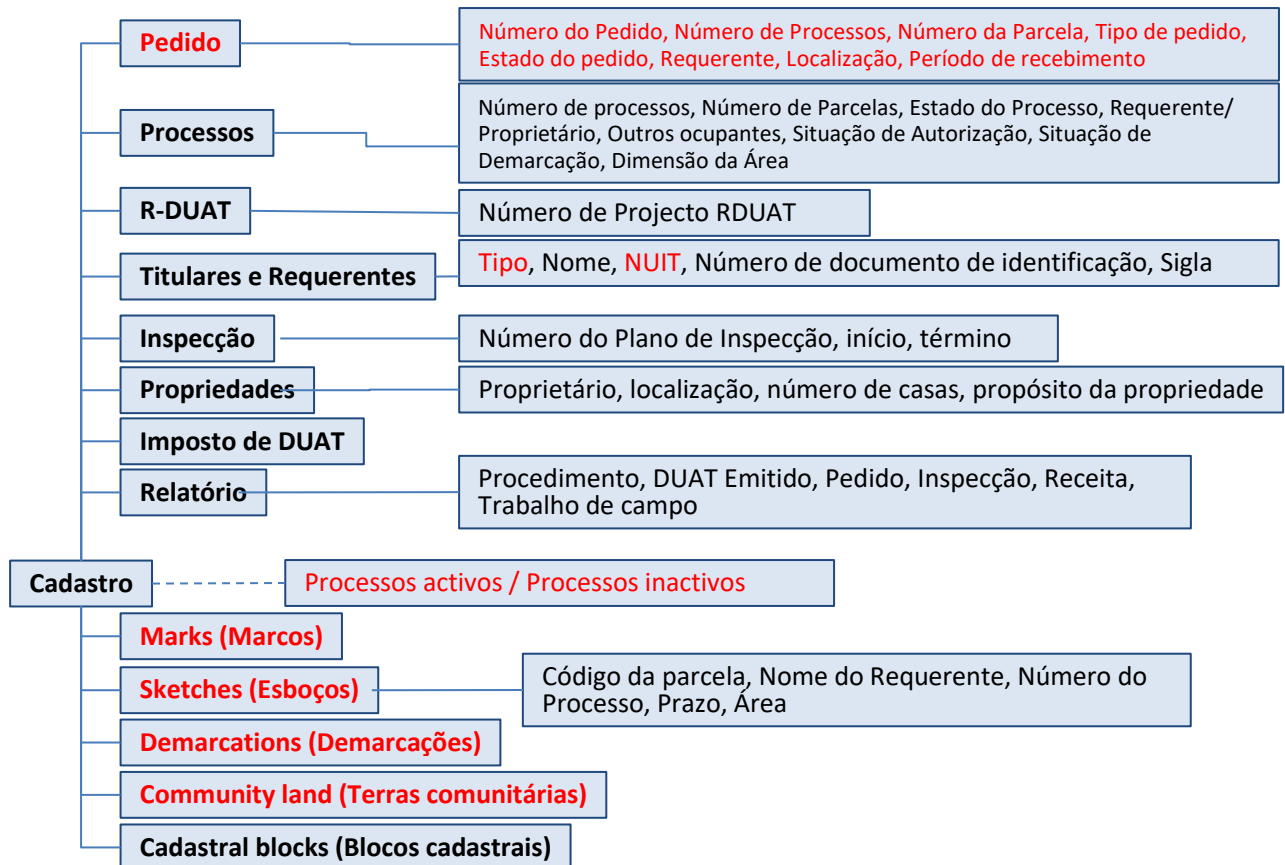 Pedido
Número do Pedido, Número de Processos, Número da Parcela, Tipo de pedido,
Estado do pedido, Requerente, Localização, Período de recebimento
Processos
Número de processos, Número de Parcelas, Estado do Processo, Requerente/
Proprietário, Outros ocupantes, Situação de Autorização, Situação de
Demarcação, Dimensão da Área
R-DUAT
Número de Projecto RDUAT
Titulares e Requerentes
Tipo, Nome, NUIT, Número de documento de identificação, Sigla
Inspecção
Número do Plano de Inspecção, início, término
Propriedades
Proprietário, localização, número de casas, propósito da propriedade
Imposto de DUAT
Relatório
Procedimento, DUAT Emitido, Pedido, Inspecção, Receita,
Trabalho de campo
Cadastro
Processos activos / Processos inactivos
Marks (Marcos)
Sketches (Esboços)
Código da parcela, Nome do Requerente, Número do
Processo, Prazo, Área
Demarcations (Demarcações)
Community land (Terras comunitárias)
Cadastral blocks (Blocos cadastrais)